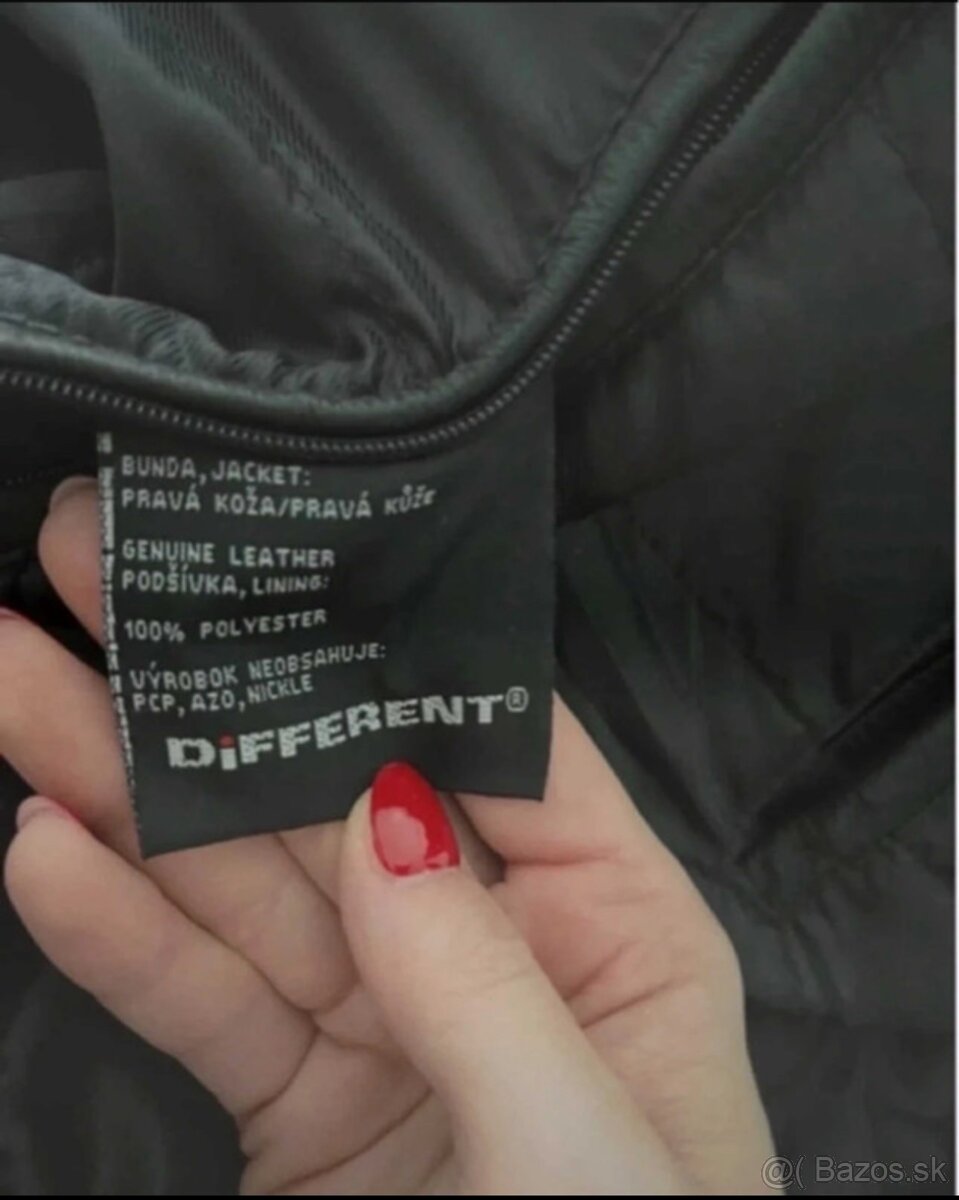 BUNDA, JACKET:
PRAVÁ KOŽA/PRAVÁ KŮŽE
GENUINE LEATHER
PODŠÍVKA, LINING:
100% POLYESTER
VÝROBOK NEOBSAHUJE:
PCP, AZO, NICKLE
DiFFERENT®
@( Bazos.sk